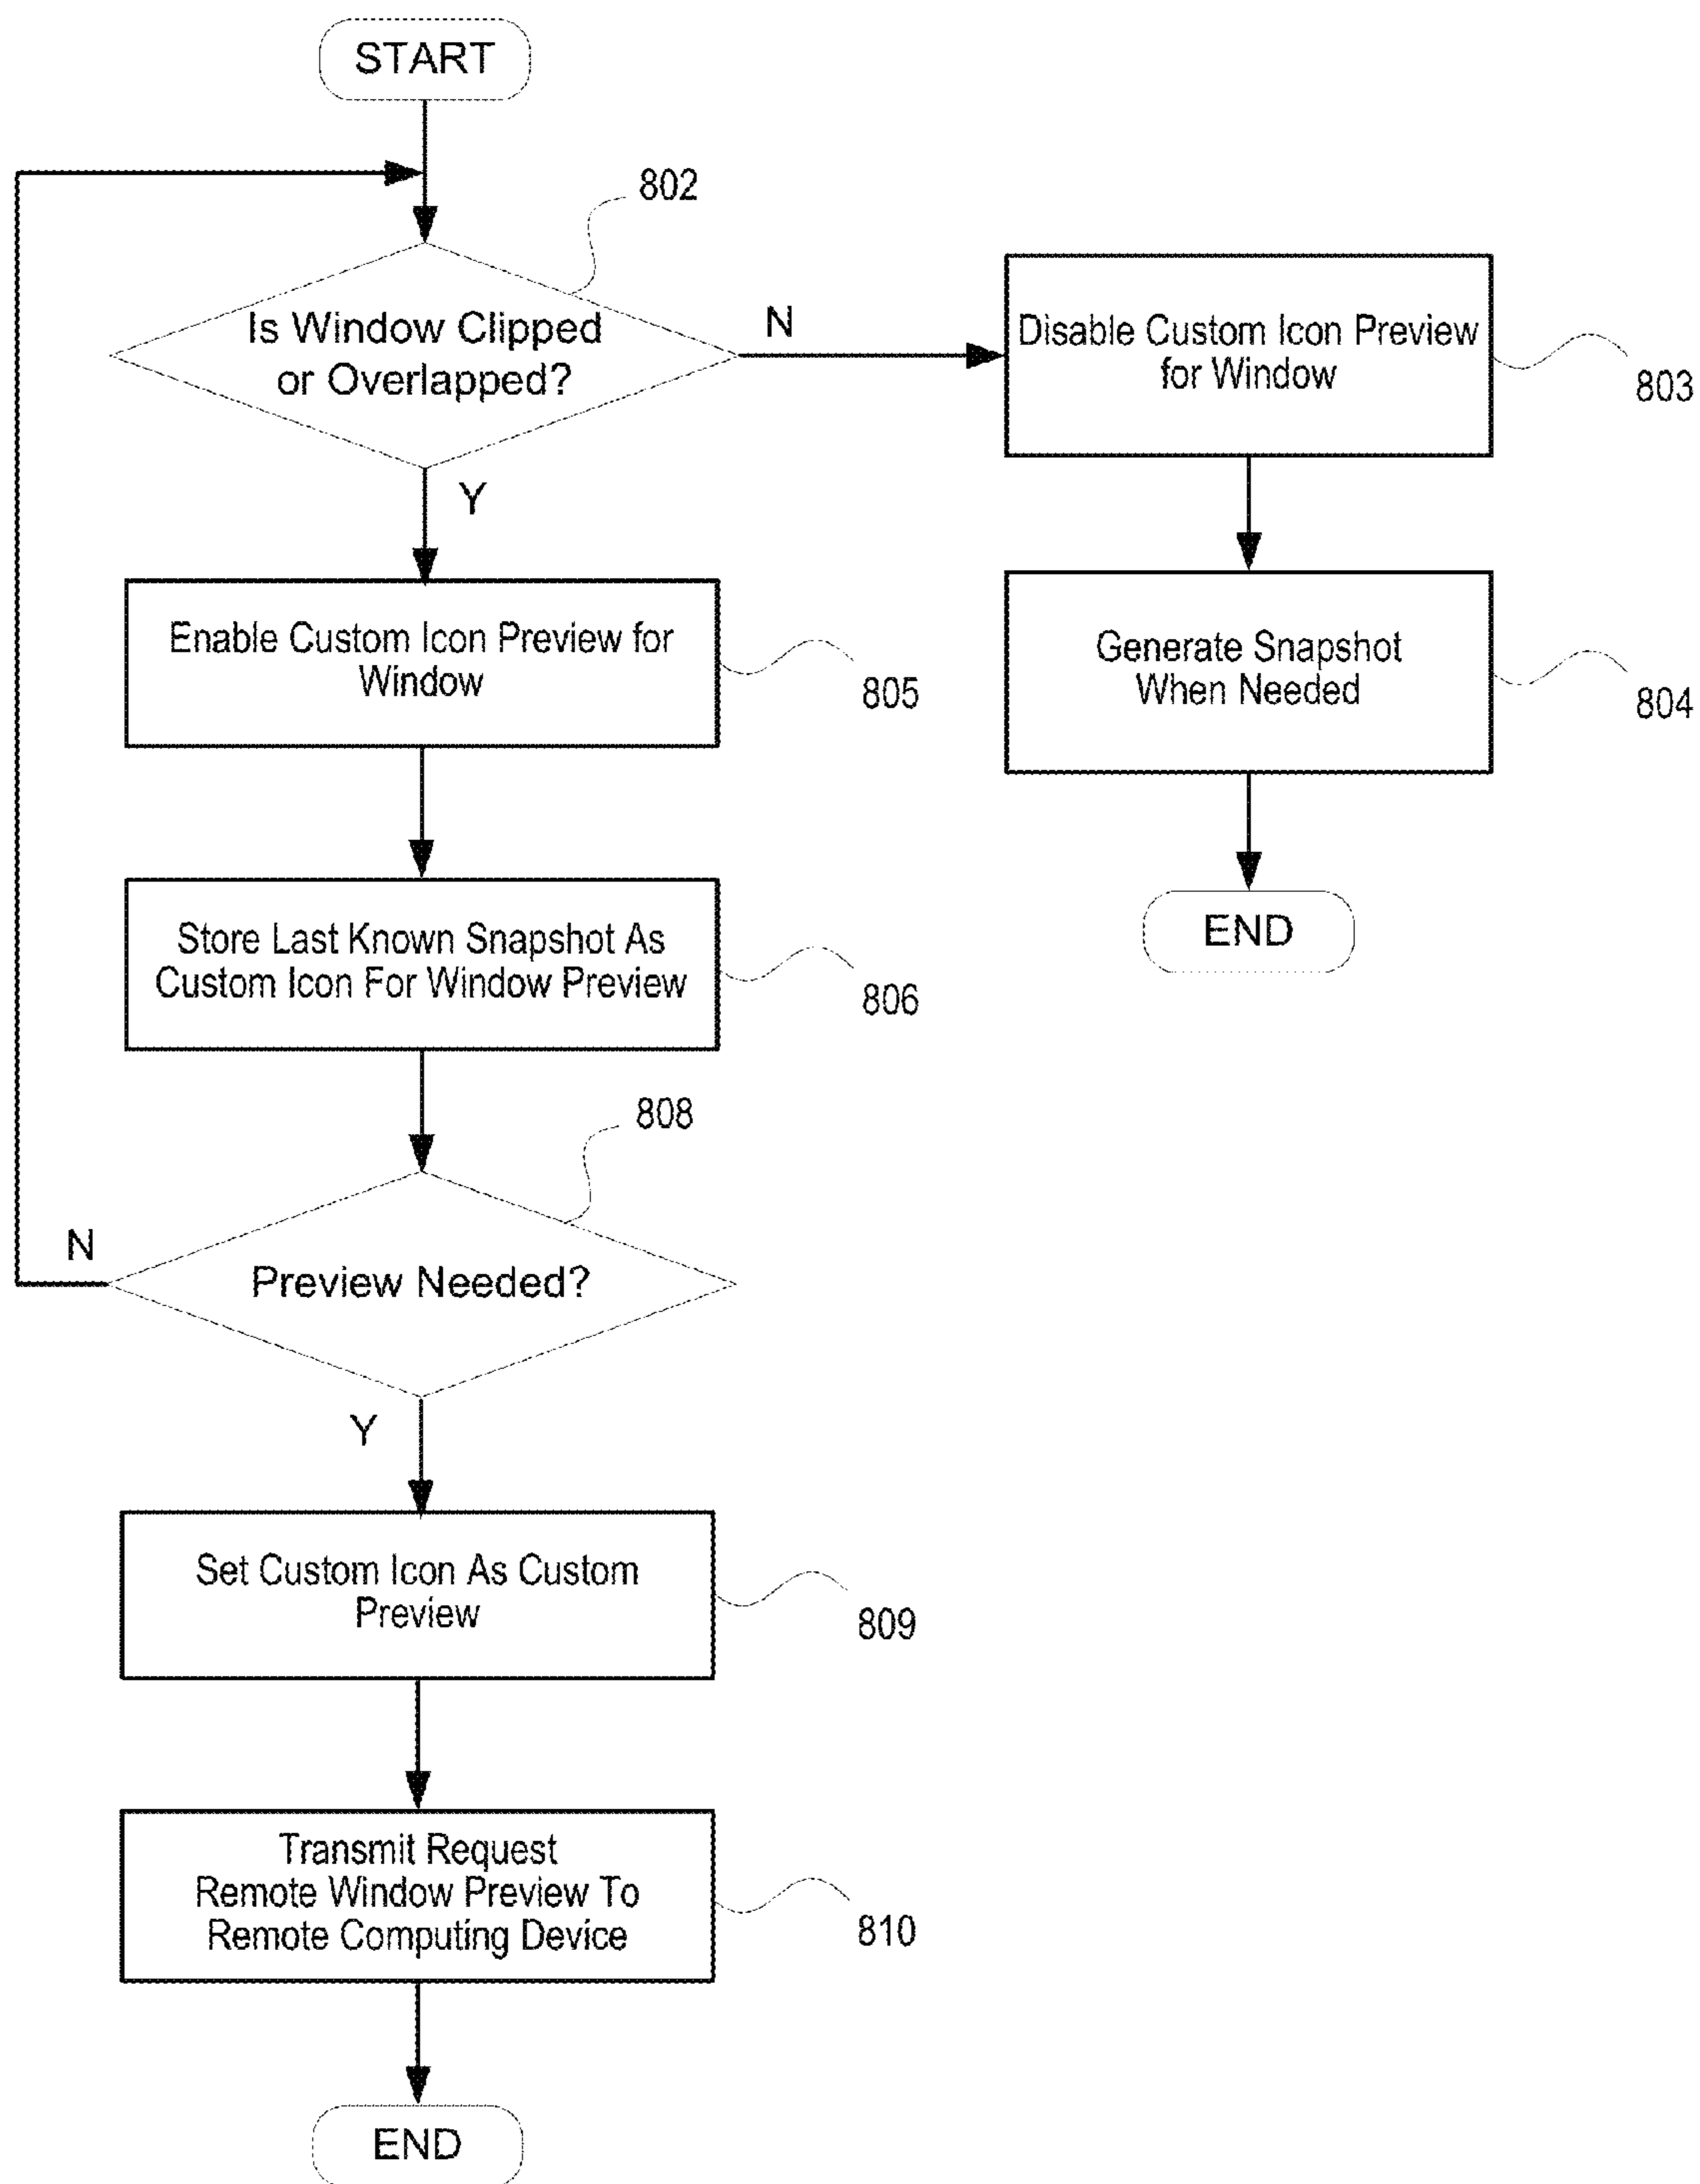 START
802
Is Window Clipped
or Overlapped?
N
Disable Custom Icon Preview
for Window
803
Y
Enable Custom Icon Preview for
Window
805
Generate Snapshot
When Needed
804
END
Store Last Known Snapshot As
Custom Icon For Window Preview
806
808
N
Preview Needed?
Y
Set Custom Icon As Custom
Preview
809
Transmit Request
Remote Window Preview To
Remote Computing Device
810
END